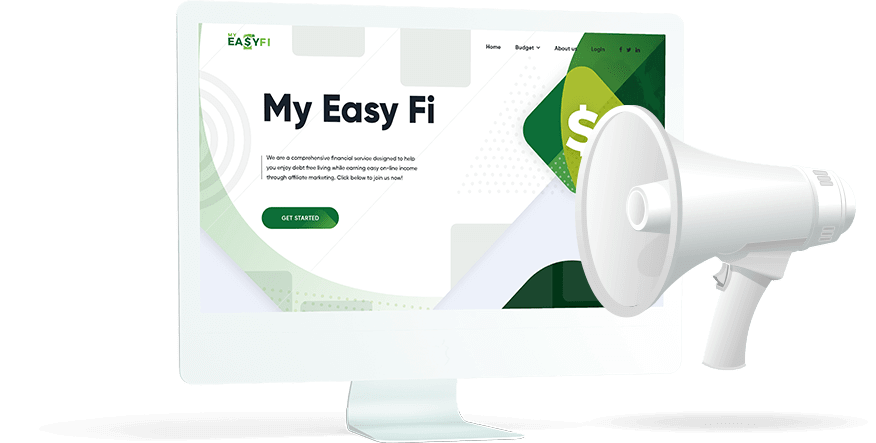 MY
EASYFI
Home Budget About us Login
My Easy Fi
We are a comprehensive financial service designed to help
you enjoy debt free living while earning easy on-line income
through affiliate marketing. Click below to join us now!
GET STARTED
$